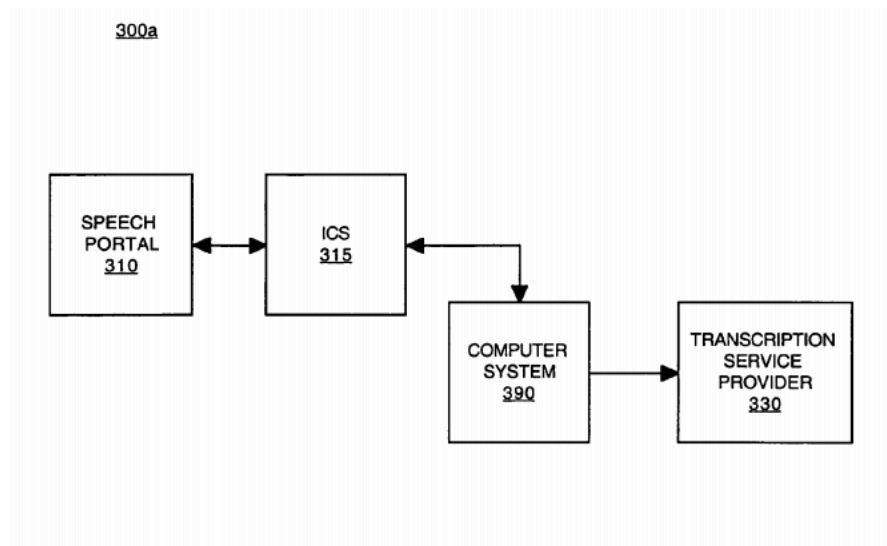 300a
SPEECH
PORTAL
310
ICS
315
COMPUTER
SYSTEM
390
TRANSCRIPTION
SERVICE
PROVIDER
330